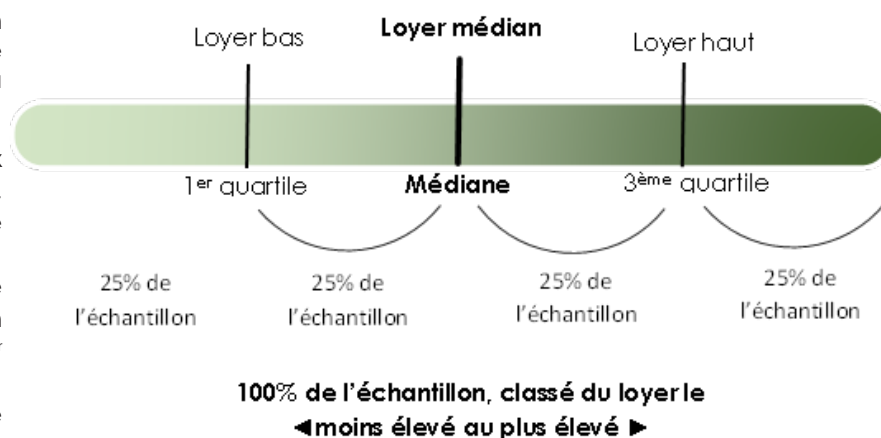 Loyer bas
Loyer médian
Loyer haut
1er quartile
Médiane
3ème quartile
25% de
l'échantillon
25% de
l'échantillon
25% de
l'échantillon
25% de
l'échantillon
100% de l'échantillon, classé du loyer le
◄moins élevé au plus élevé ►